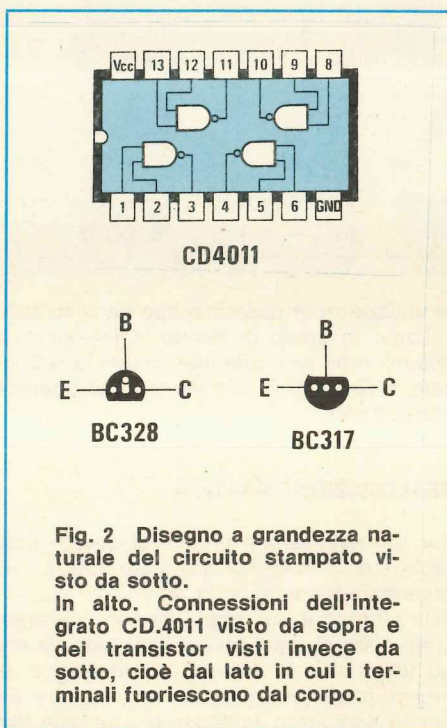 Vcc 13 12 11 10 9 8
1 2 3 4 5 6 GND
CD4011
B B
E C E C
BC328 BC317
Fig. 2 Disegno a grandezza na-
turale del circuito stampato vi-
sto da sotto.
In alto. Connessioni dell'inte-
grato CD.4011 visto da sopra e
dei transistor visti invece da
sotto, cioè dal lato in cui i ter-
minali fuoriescono dal corpo.